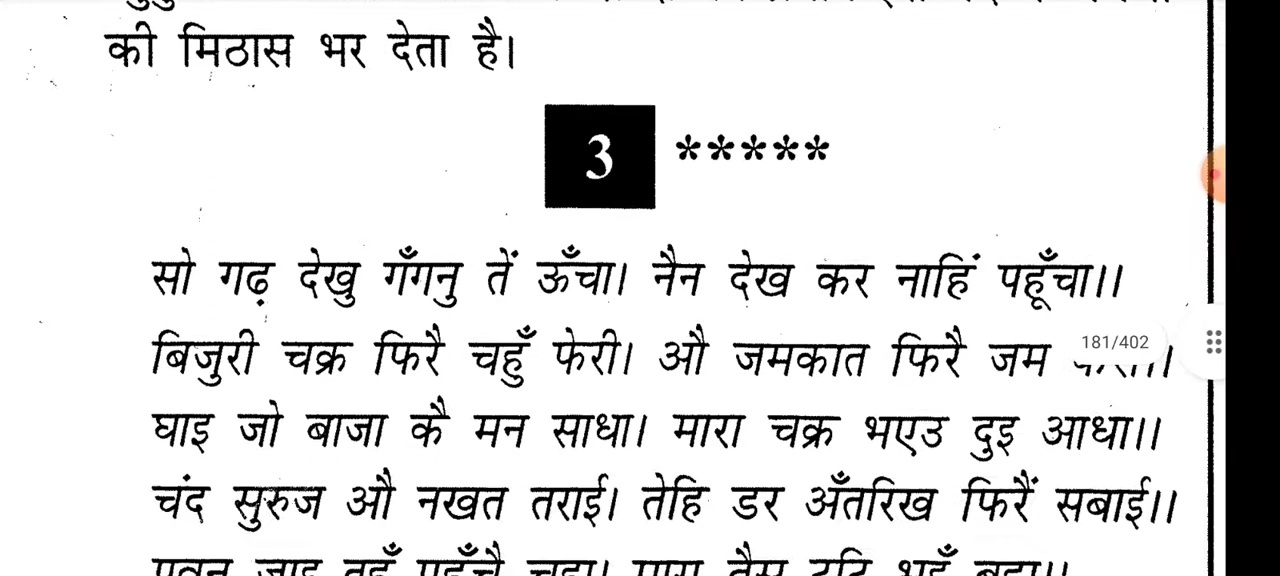 की मिठास भर देता है।
3 *****
सो गढ़ देखु गँगनु तें ऊँचा। नैन देख कर नाहिं पहूँचा।।
बिजुरी चक्र फिरै चहुँ फेरी। औ जमकात फिरै जम
181/402
घाइ जो बाजा कै मन साधा। मारा चक्र भएउ दुइ आधा।।
चंद सुरुज औ नखत तराई। तेहि डर अँतरिख फिरैं सबाई।।